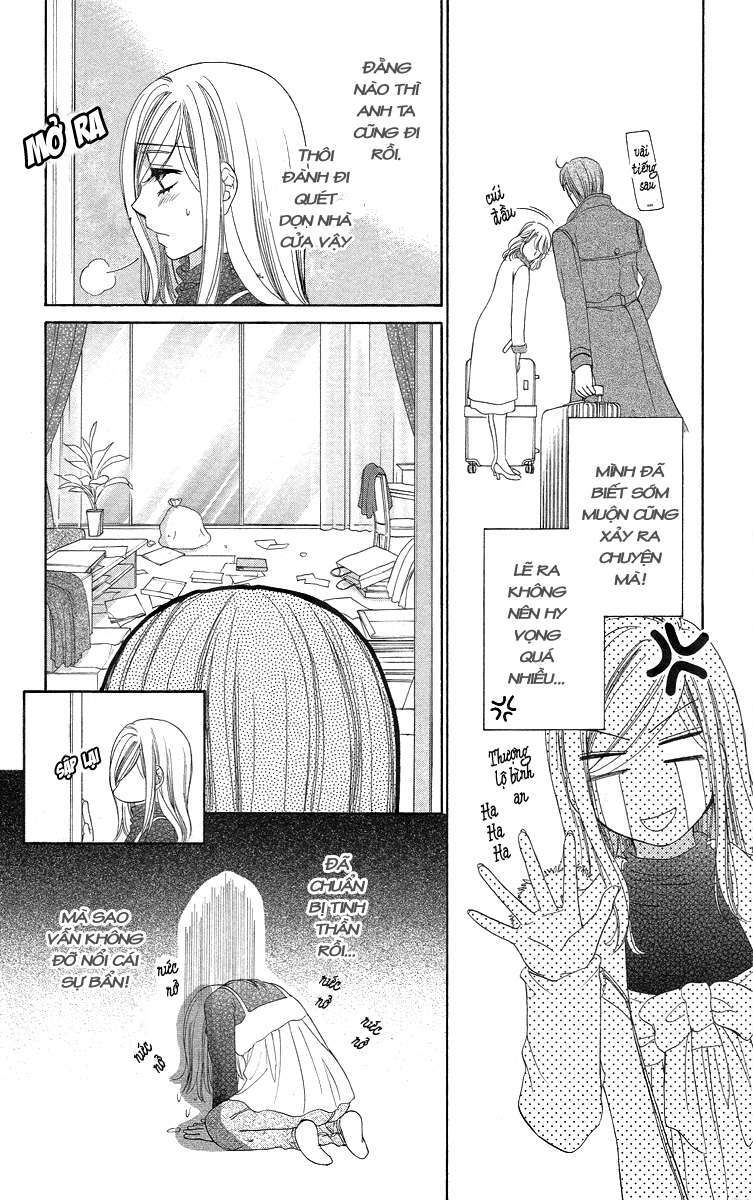 vài
tiếng
sau
...
cúi
đầu
MÌNH ĐÃ
BIẾT SỚM
MUỘN CŨNG
XẢY RA
CHUYỆN
MÀ!
LẼ RA
KHÔNG
NÊN HY
VỌNG
QUÁ
NHIỀU...
Thượng
lộ bình
an
Ha
Ha
Ha
ĐẰNG
NÀO THÌ
ANH TA
CŨNG ĐI
RỒI.
THÔI
ĐÀNH ĐI
QUÉT
DỌN NHÀ
CỬA VẬY
MỞ RA
SẬP LẠI
ĐÃ
CHUẨN
BỊ TINH
THẦN
RỒI...
MÀ SAO
VẪN KHÔNG
ĐỠ NỔI CÁI
SỰ BẨN!
nức
nở
nức
nở
nức
nở
nức
nở